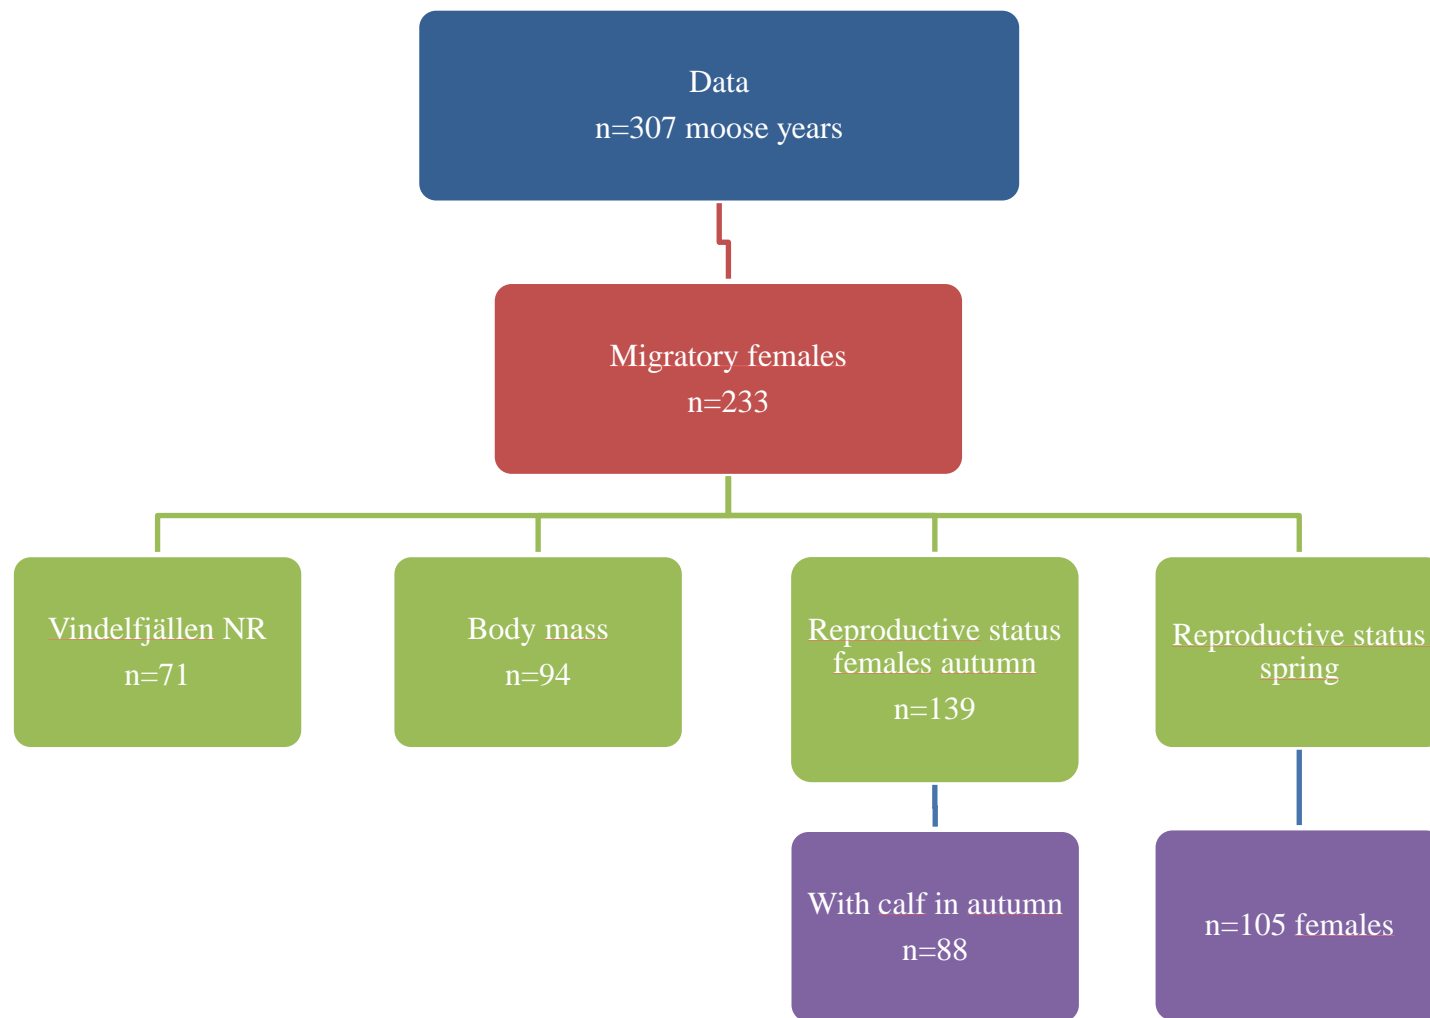 Data
n=307 moose years
Migratory females
n=233
Vindelfjällen NR
n=71
Body mass
n=94
Reproductive status
females autumn
n=139
Reproductive status
spring
With calf in autumn
n=88
n=105 females